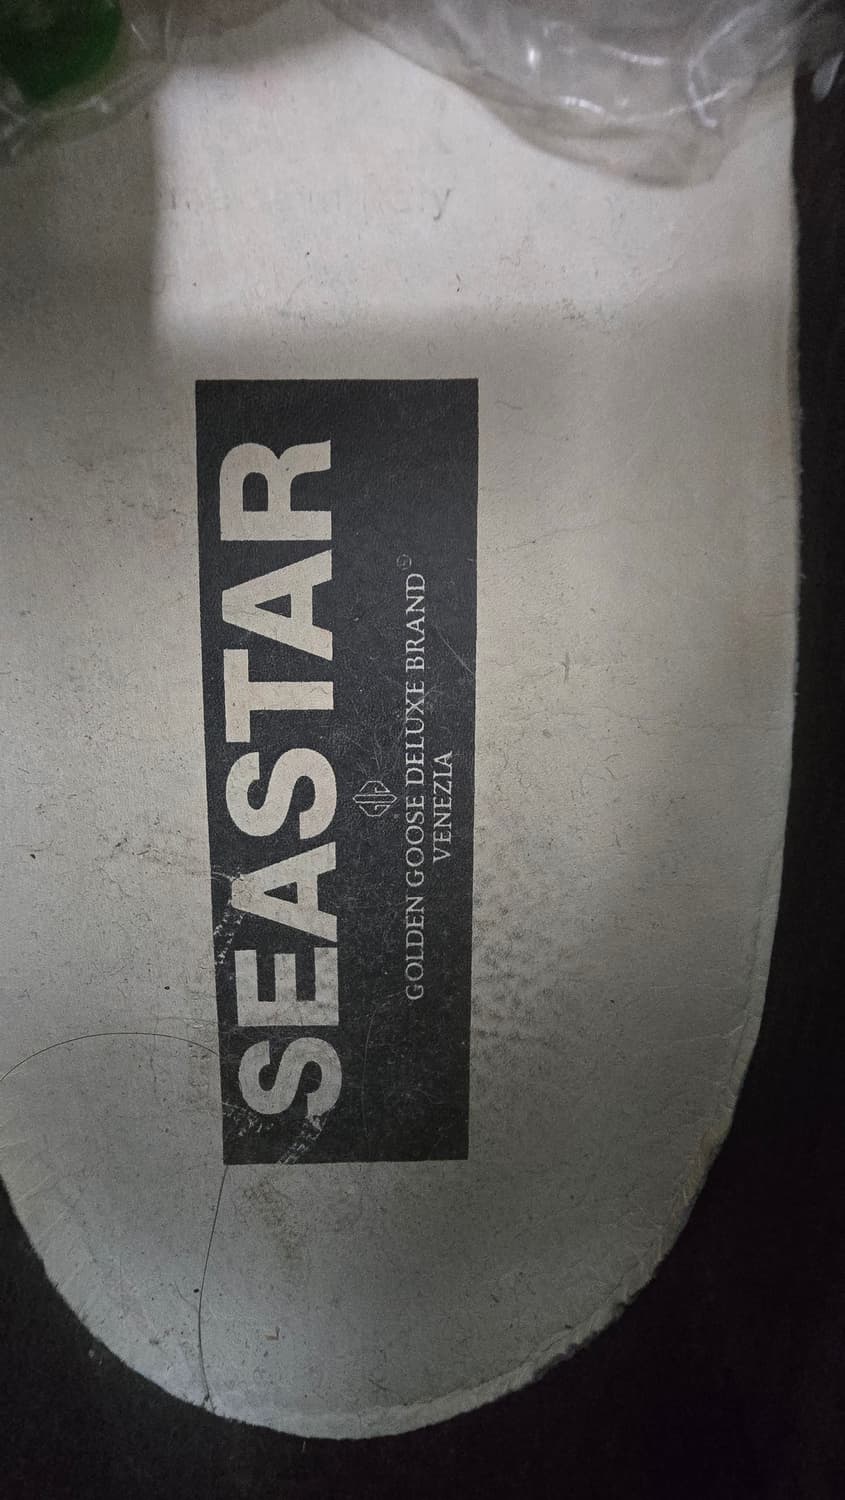 SEASTAR
GOLDEN GOOSE DELUXE BRAND®
VENEZIA